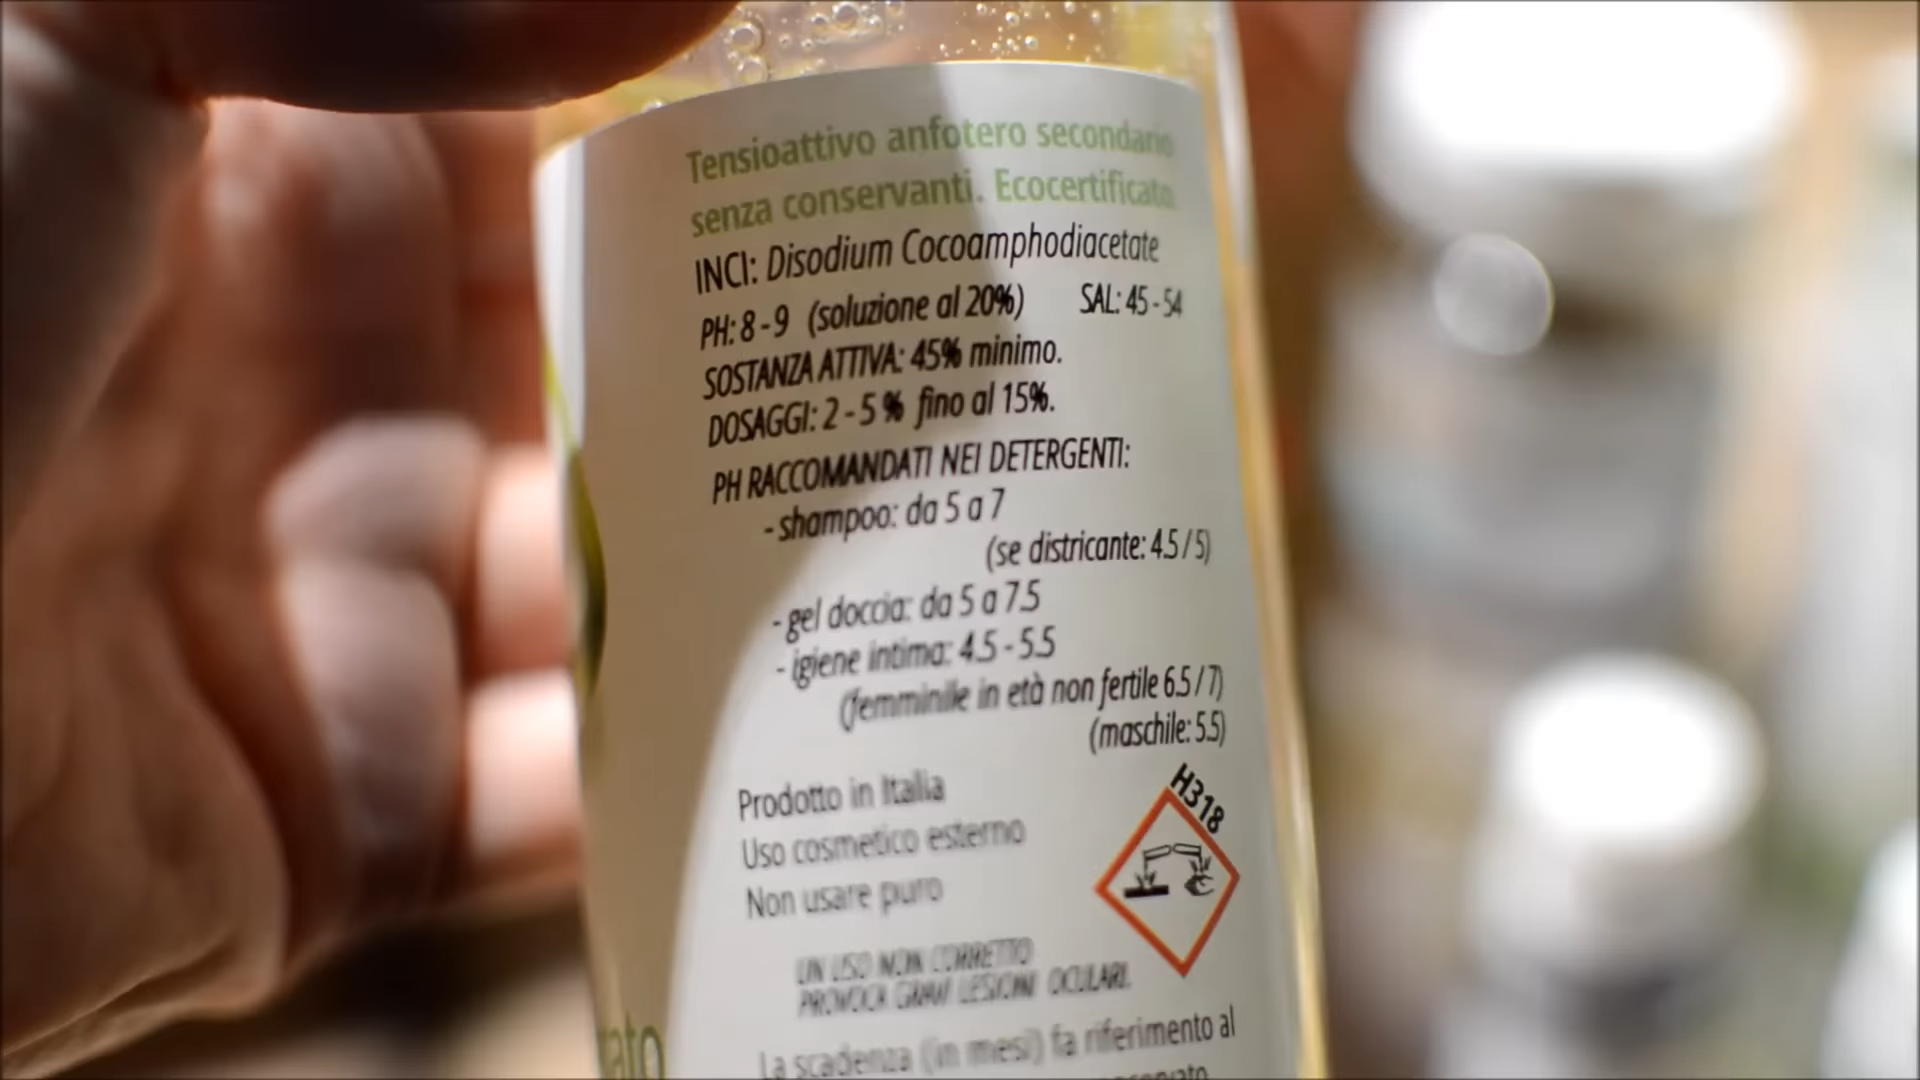 Tensioattivo anfotero secondario
senza conservanti. Ecocertificato.
INCI: Disodium Cocoamphodiacetate
PH: 8 - 9 (soluzione al 20%) SAL: 45 - 54
SOSTANZA ATTIVA: 45% minimo.
DOSAGGI: 2 - 5 % fino al 15%.
PH RACCOMANDATI NEI DETERGENTI:
- shampoo: da 5 a 7
(se districante: 4.5 / 5)
- gel doccia: da 5 a 7.5
- igiene intima: 4.5 - 5.5
(femminile in età non fertile 6.5 / 7)
(maschile: 5.5)
Prodotto in Italia
Uso cosmetico esterno
Non usare puro
H318
UN USO NON CORRETTO
PROVOCA GRAVI LESIONI OCULARI.
La scadenza (in mesi) fa riferimento al